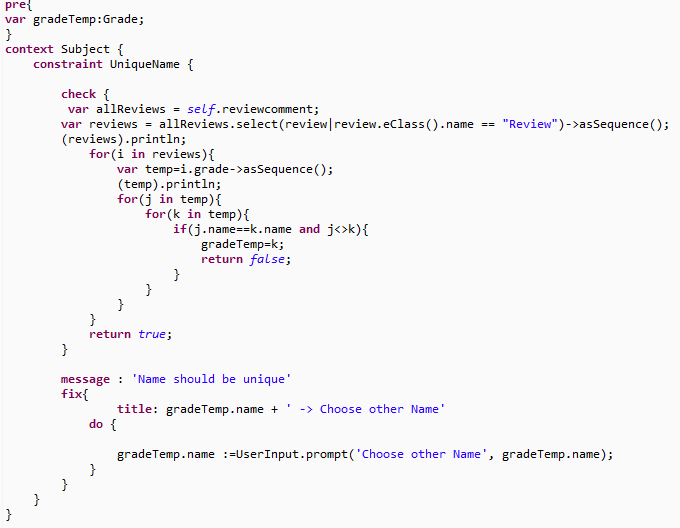 pre{
var gradeTemp:Grade;
}
context Subject {
    constraint UniqueName {

        check {
         var allReviews = self.reviewcomment;
        var reviews = allReviews.select(review|review.eClass().name == "Review")->asSequence();
        (reviews).println;
            for(i in reviews){
                var temp=i.grade->asSequence();
                (temp).println;
                for(j in temp){
                    for(k in temp){
                        if(j.name==k.name and j<>k){
                            gradeTemp=k;
                            return false;
                        }
                    }
                }
            }
            return true;
        }

        message : 'Name should be unique'
        fix{
                title: gradeTemp.name + ' -> Choose other Name'
            do {

                gradeTemp.name :=UserInput.prompt('Choose other Name', gradeTemp.name);
            }
        }
    }
}